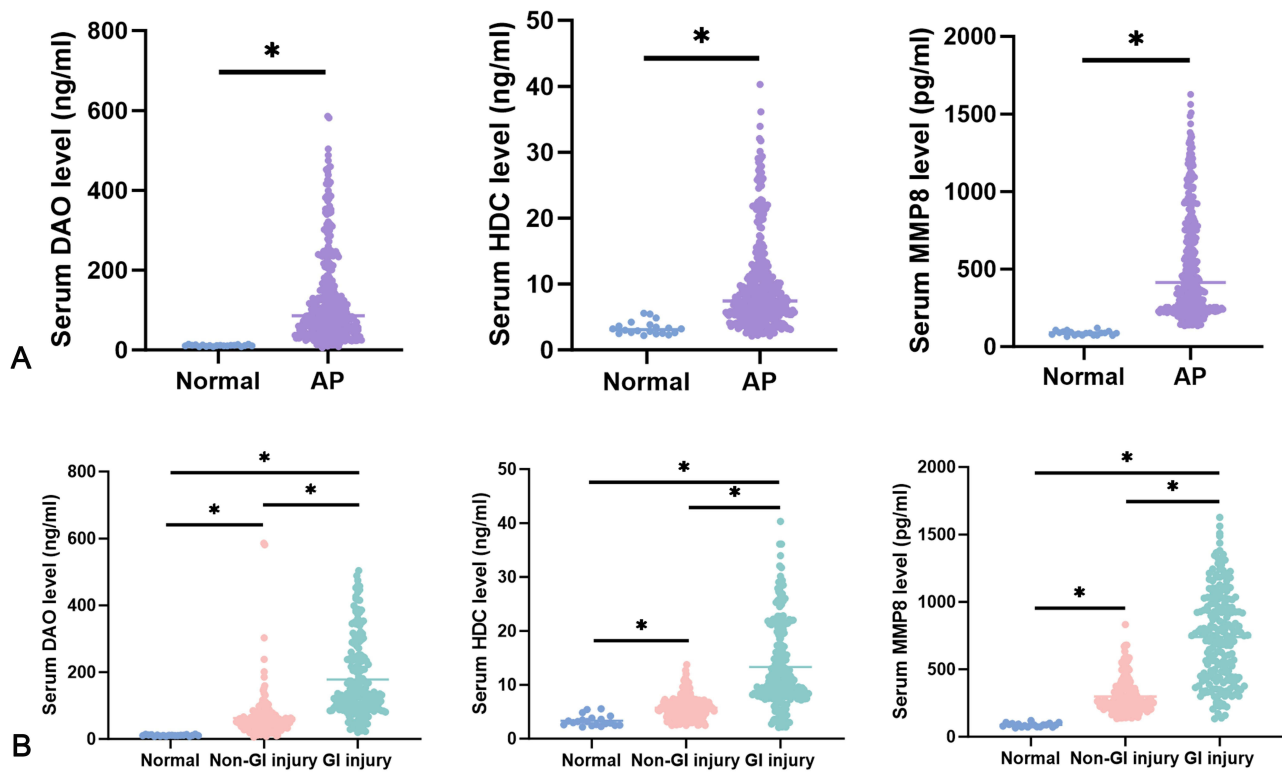 Serum DAO level (ng/ml)
800
600
400
200
0
*
Normal
AP
Serum HDC level (ng/ml)
50
40
30
20
10
0
*
Normal
AP
Serum MMP8 level (pg/ml)
2000
1500
1000
500
0
*
Normal
AP
A
Serum DAO level (ng/ml)
800
600
400
200
0
*
*
*
Normal
Non-GI injury
GI injury
Serum HDC level (ng/ml)
50
40
30
20
10
0
*
*
*
Normal
Non-GI injury
GI injury
Serum MMP8 level (pg/ml)
2000
1500
1000
500
0
*
*
*
Normal
Non-GI injury
GI injury
B